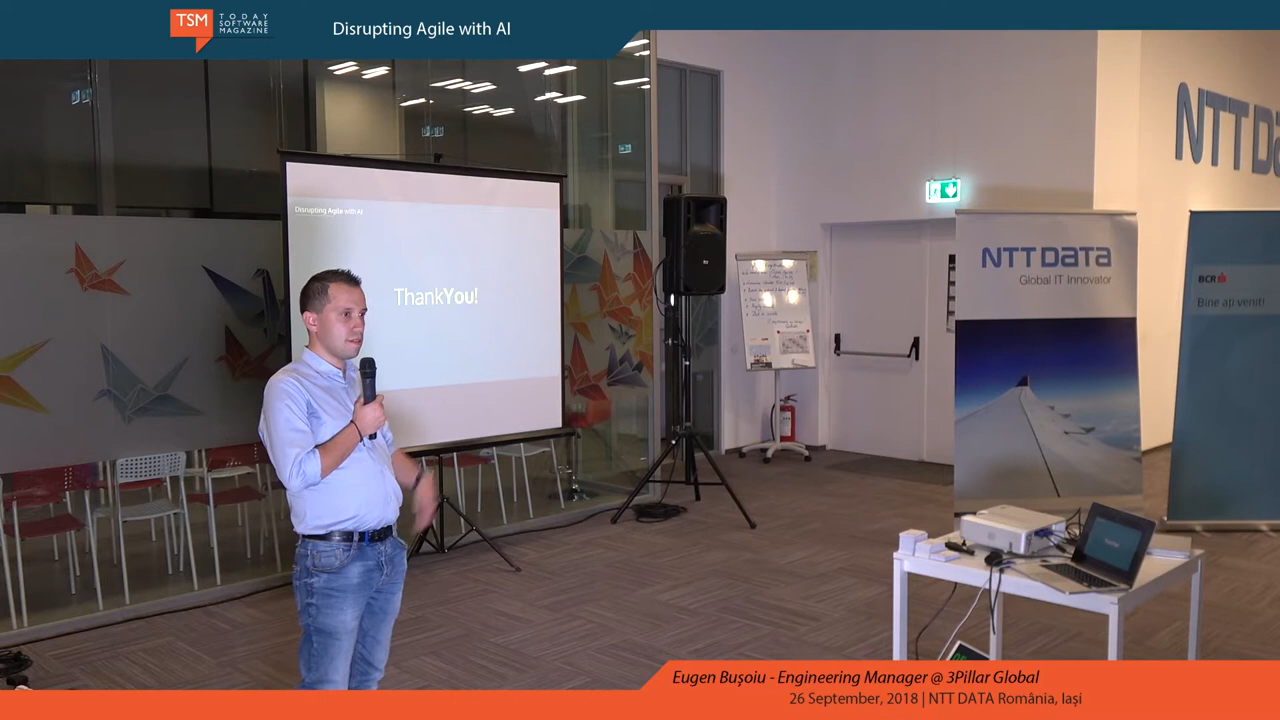 TSM
TODAY
SOFTWARE
MAGAZINE
Disrupting Agile with AI
NTT DaTa
Disrupting Agile with AI
ThankYou!
NTT DaTa
Global IT Innovator
BCR
Bine ați venit!
Eugen Bușoiu - Engineering Manager @ 3Pillar Global
26 September, 2018 | NTT DATA România, Iași